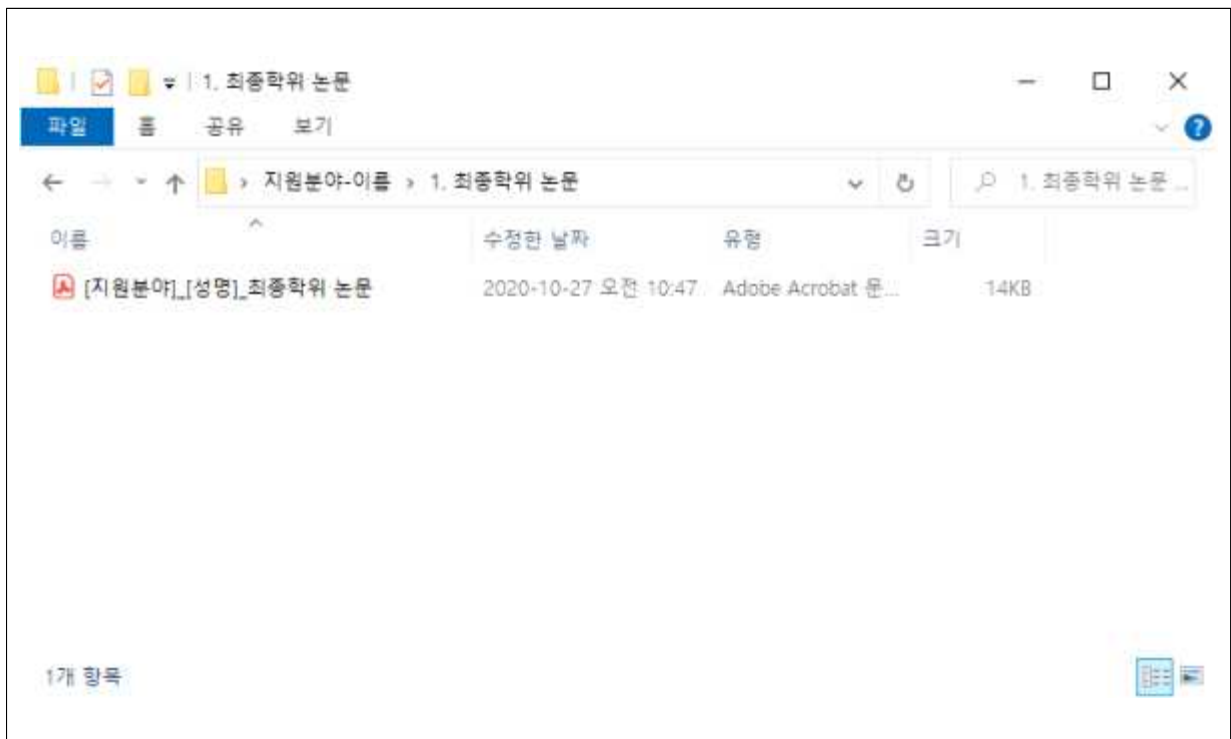 1. 최종학위 논문
파일 홈 공유 보기
지원분야-이름 › 1. 최종학위 논문 1. 최종학위 논문 ...
이름 수정한 날짜 유형 크기
[지원분야]_[성명]_최종학위 논문 2020-10-27 오전 10:47 Adobe Acrobat 문... 14KB
1개 항목